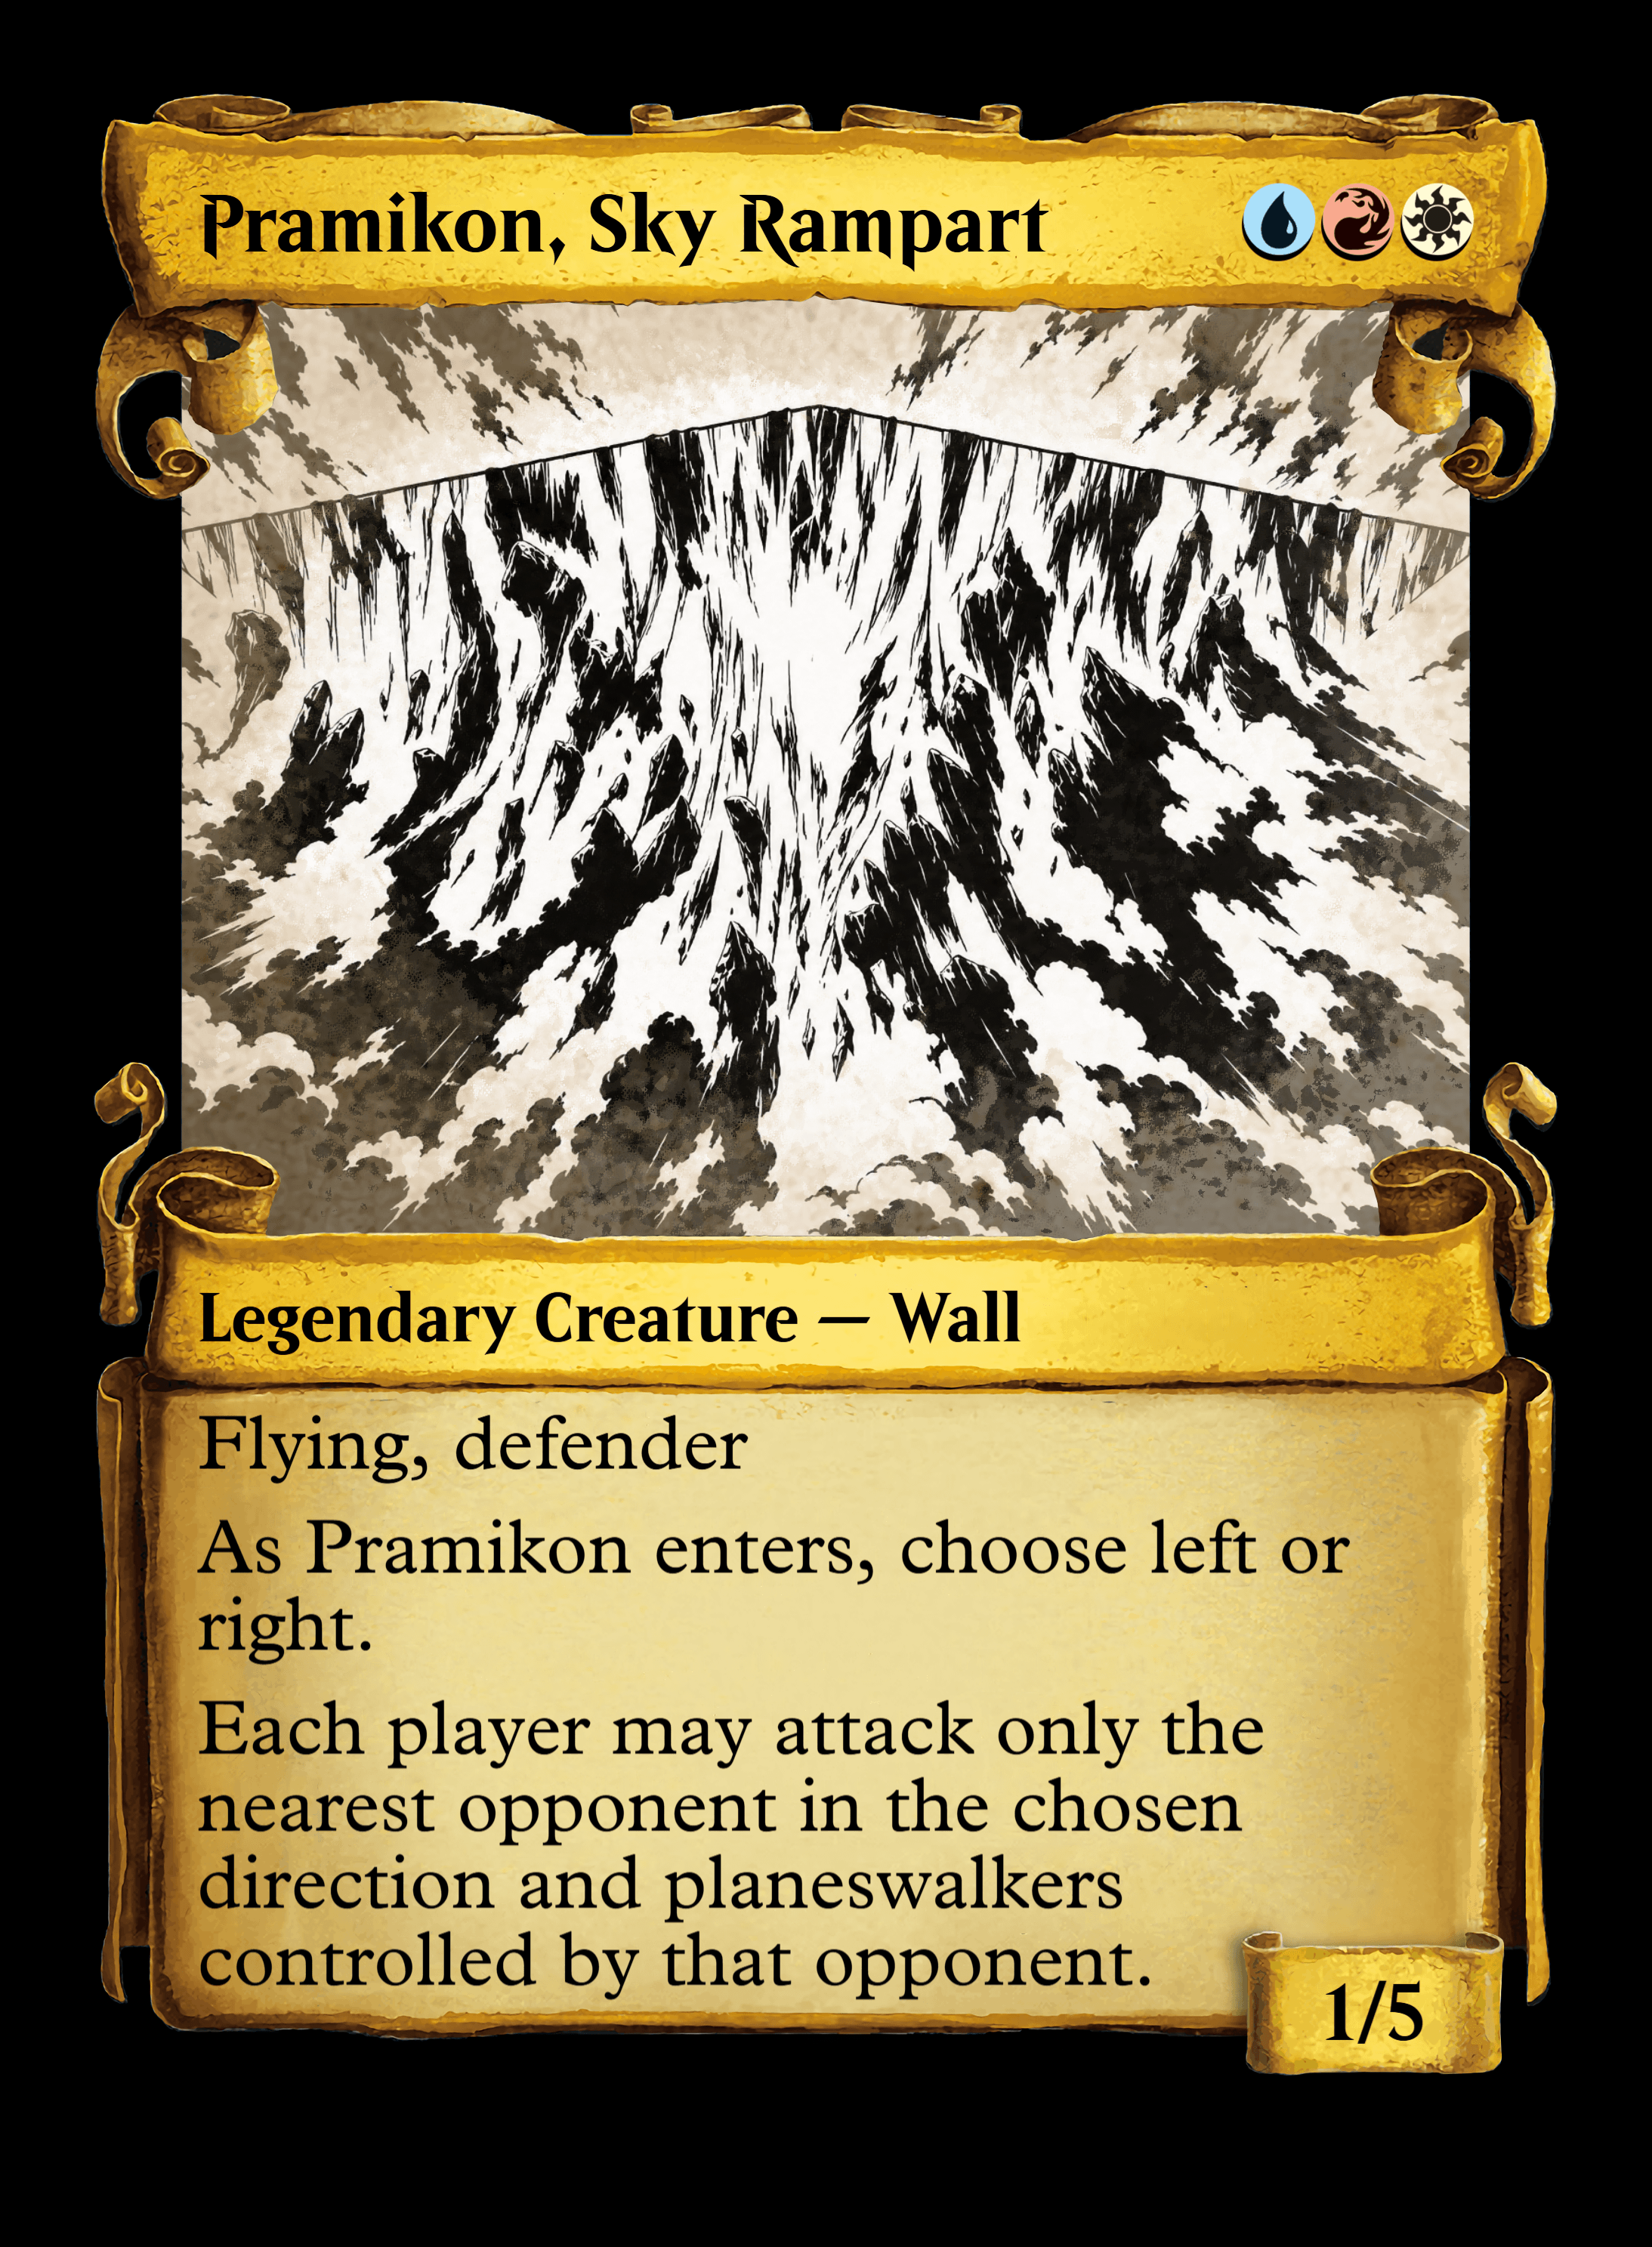 Pramikon, Sky Rampart
Legendary Creature — Wall
Flying, defender
As Pramikon enters, choose left or
right.
Each player may attack only the
nearest opponent in the chosen
direction and planeswalkers
controlled by that opponent.
1/5